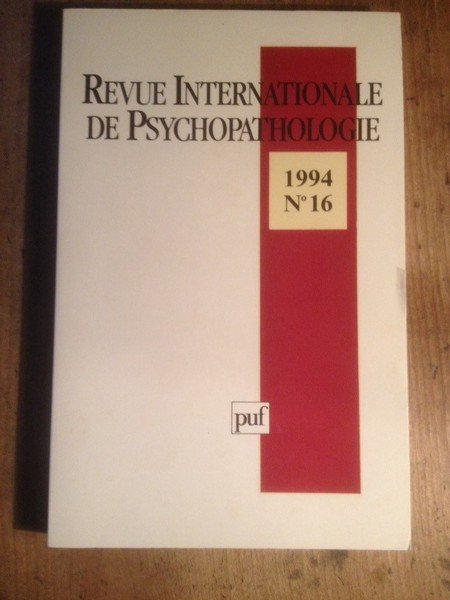 REVUE INTERNATIONALE
DE PSYCHOPATHOLOGIE
1994
N° 16
puf